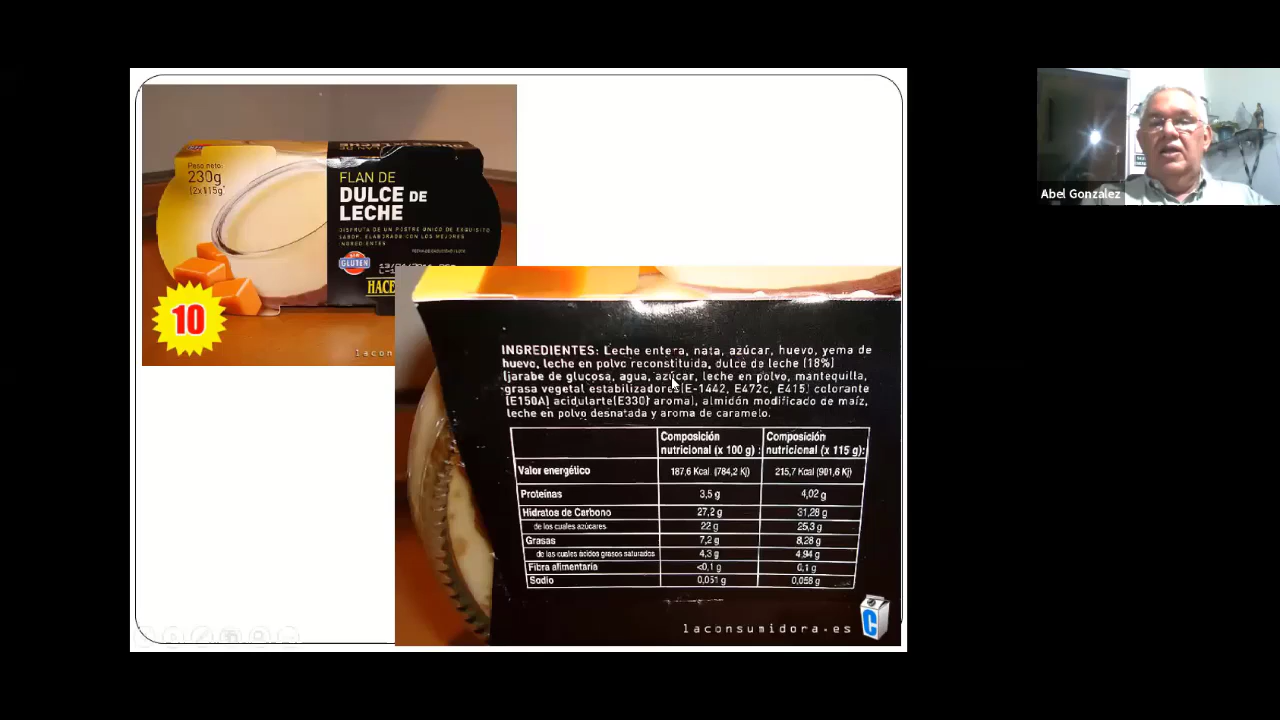 Peso neto:
230g
(2x115g
FLAN DE
DULCE DE
LECHE
DISFRUTA DE UN POSTRE ÚNICO DE EXQUISITO
SABOR, ELABORADO CON LOS MEJORES
INGREDIENTES
SIN
GLUTEN
HACE
10
lacon
INGREDIENTES: Leche entera, nata, azúcar, huevo, yema de
huevo, leche en polvo reconstituida, dulce de leche (18%)
(jarabe de glucosa, agua, azúcar, leche en polvo, mantequilla,
grasa vegetal estabilizadores(E-1442, E472c, E415) colorante
(E150A) acidularte(E330) aroma), almidón modificado de maíz,
leche en polvo desnatada y aroma de caramelo.
Composición nutricional (x 100 g) : Composición nutricional (x 115 g):
Valor energético 187,6 Kcal. (784,2 Kj) 215,7 Kcal (901,6 Kj)
Proteínas 3,5 g 4,02 g
Hidratos de Carbono 27,2 g 31,28 g
de los cuales azúcares 22 g 25,3 g
Grasas 7,2 g 8,28 g
de las cuales ácidos grasos saturados 4,3 g 4,94 g
Fibra alimentaria <0,1 g 0,1 g
Sodio 0,051 g 0,058 g
laconsumidora.es
Abel Gonzalez